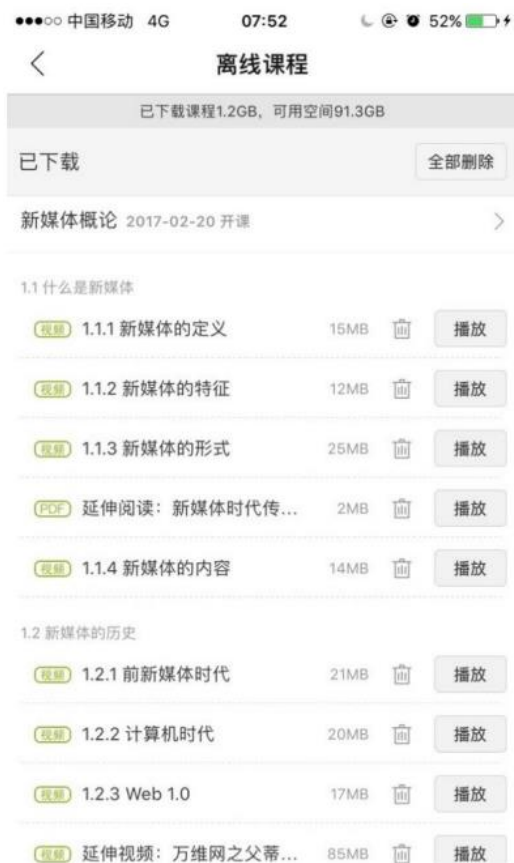 中国移动 4G 07:52 52%
离线课程
已下载课程1.2GB，可用空间91.3GB
已下载 全部删除
新媒体概论 2017-02-20 开课
1.1 什么是新媒体
视频 1.1.1 新媒体的定义 15MB 播放
视频 1.1.2 新媒体的特征 12MB 播放
视频 1.1.3 新媒体的形式 25MB 播放
PDF 延伸阅读：新媒体时代传... 2MB 播放
视频 1.1.4 新媒体的内容 14MB 播放
1.2 新媒体的历史
视频 1.2.1 前新媒体时代 21MB 播放
视频 1.2.2 计算机时代 20MB 播放
视频 1.2.3 Web 1.0 17MB 播放
视频 延伸视频：万维网之父蒂... 85MB 播放